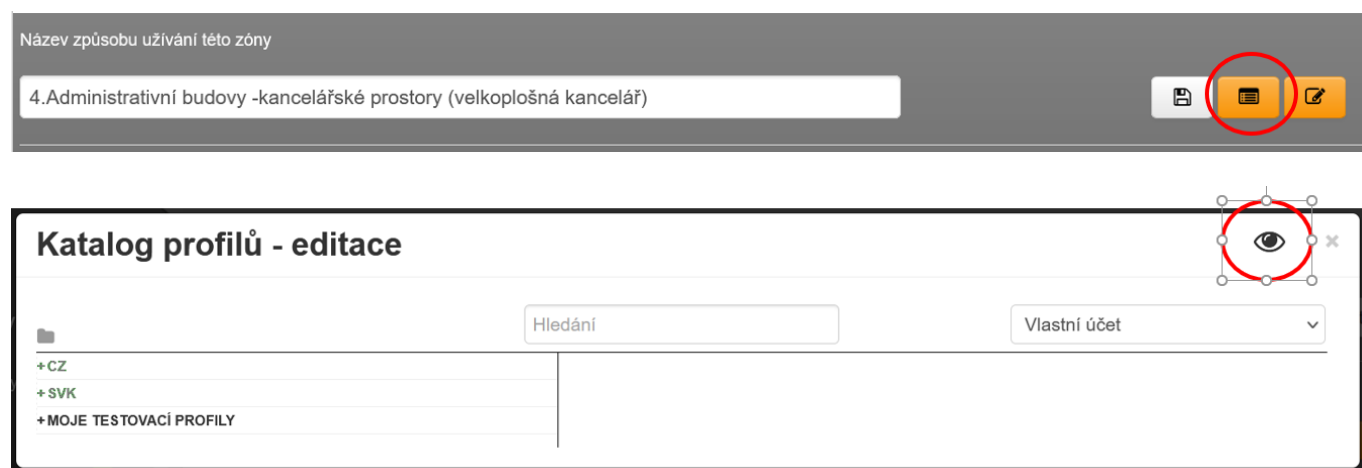 Název způsobu užívání této zóny
4.Administrativní budovy -kancelářské prostory (velkoplošná kancelář)
Katalog profilů - editace
Hledání
Vlastní účet
+CZ
+SVK
+MOJE TESTOVACÍ PROFILY